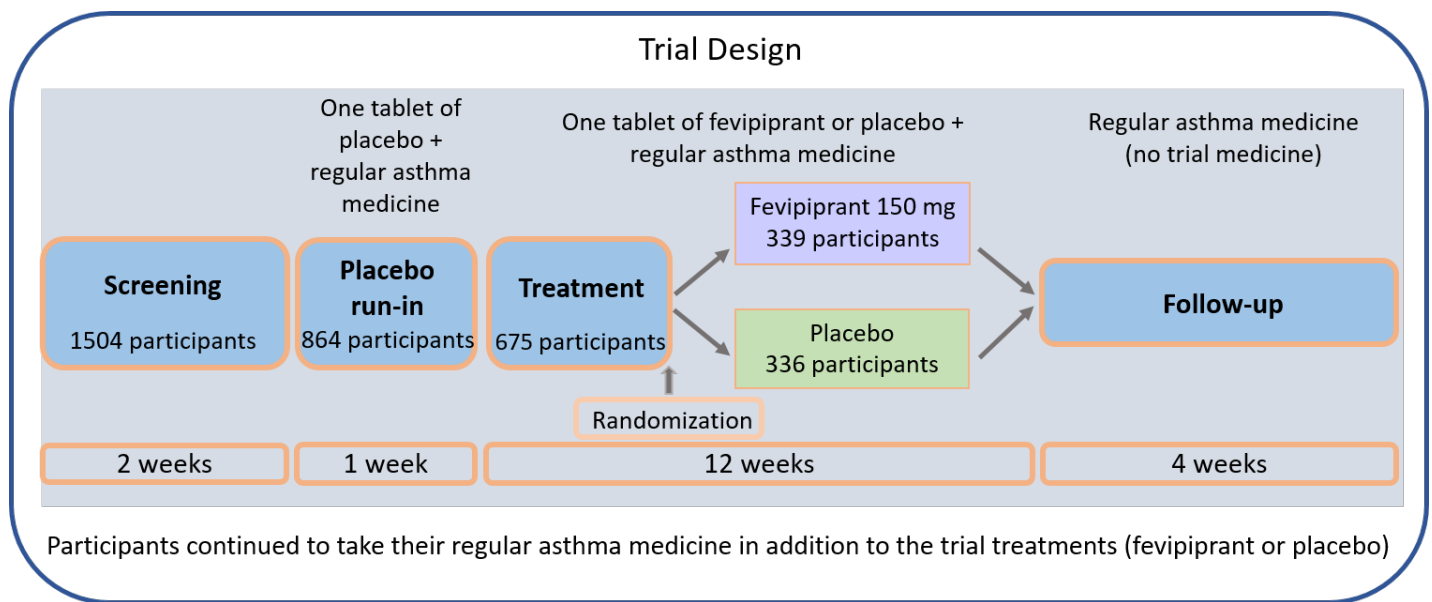 Trial Design
One tablet of
placebo +
regular asthma
medicine
One tablet of fevipiprant or placebo +
regular asthma medicine
Regular asthma medicine
(no trial medicine)
Screening
1504 participants
Placebo
run-in
864 participants
Treatment
675 participants
Fevipiprant 150 mg
339 participants
Placebo
336 participants
Follow-up
Randomization
2 weeks
1 week
12 weeks
4 weeks
Participants continued to take their regular asthma medicine in addition to the trial treatments (fevipiprant or placebo)